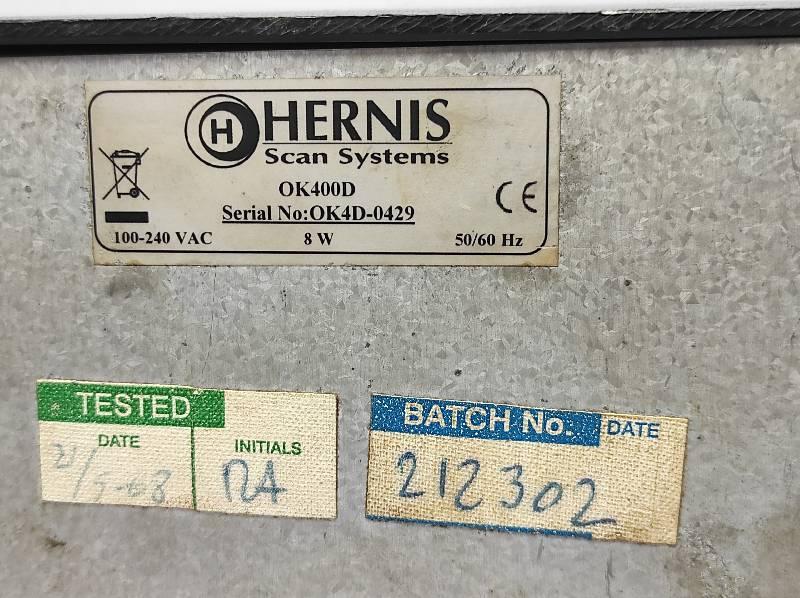 H HERNIS
Scan Systems
OK400D
Serial No:OK4D-0429
100-240 VAC 8 W 50/60 Hz
CE
TESTED
DATE INITIALS
BATCH No. DATE
212302